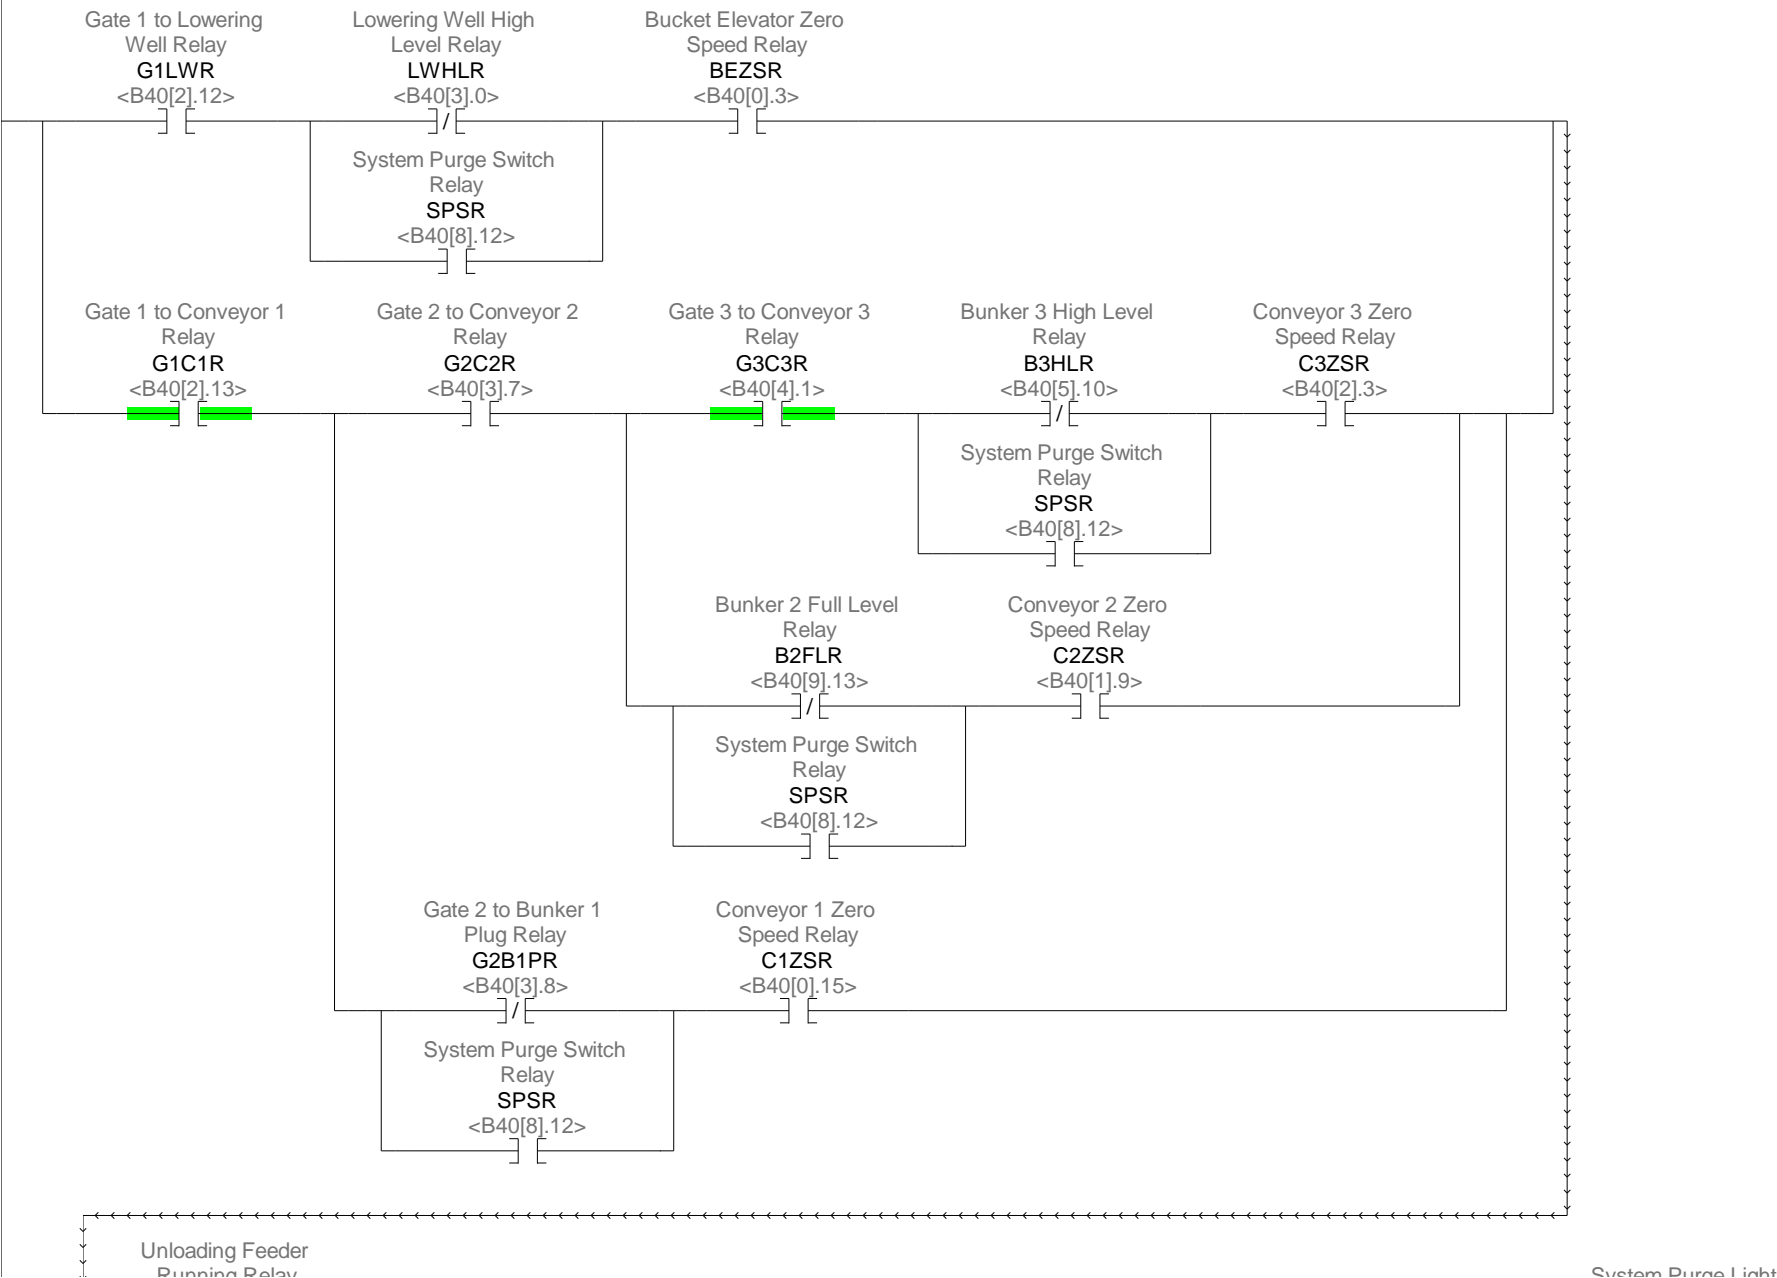 Gate 1 to Lowering
Well Relay
G1LWR
<B40[2].12>
Lowering Well High
Level Relay
LWHLR
<B40[3].0>
Bucket Elevator Zero
Speed Relay
BEZSR
<B40[0].3>
System Purge Switch
Relay
SPSR
<B40[8].12>
Gate 1 to Conveyor 1
Relay
G1C1R
<B40[2].13>
Gate 2 to Conveyor 2
Relay
G2C2R
<B40[3].7>
Gate 3 to Conveyor 3
Relay
G3C3R
<B40[4].1>
Bunker 3 High Level
Relay
B3HLR
<B40[5].10>
Conveyor 3 Zero
Speed Relay
C3ZSR
<B40[2].3>
System Purge Switch
Relay
SPSR
<B40[8].12>
Bunker 2 Full Level
Relay
B2FLR
<B40[9].13>
Conveyor 2 Zero
Speed Relay
C2ZSR
<B40[1].9>
System Purge Switch
Relay
SPSR
<B40[8].12>
Gate 2 to Bunker 1
Plug Relay
G2B1PR
<B40[3].8>
Conveyor 1 Zero
Speed Relay
C1ZSR
<B40[0].15>
System Purge Switch
Relay
SPSR
<B40[8].12>
Unloading Feeder
Running Relay
System Purge Light